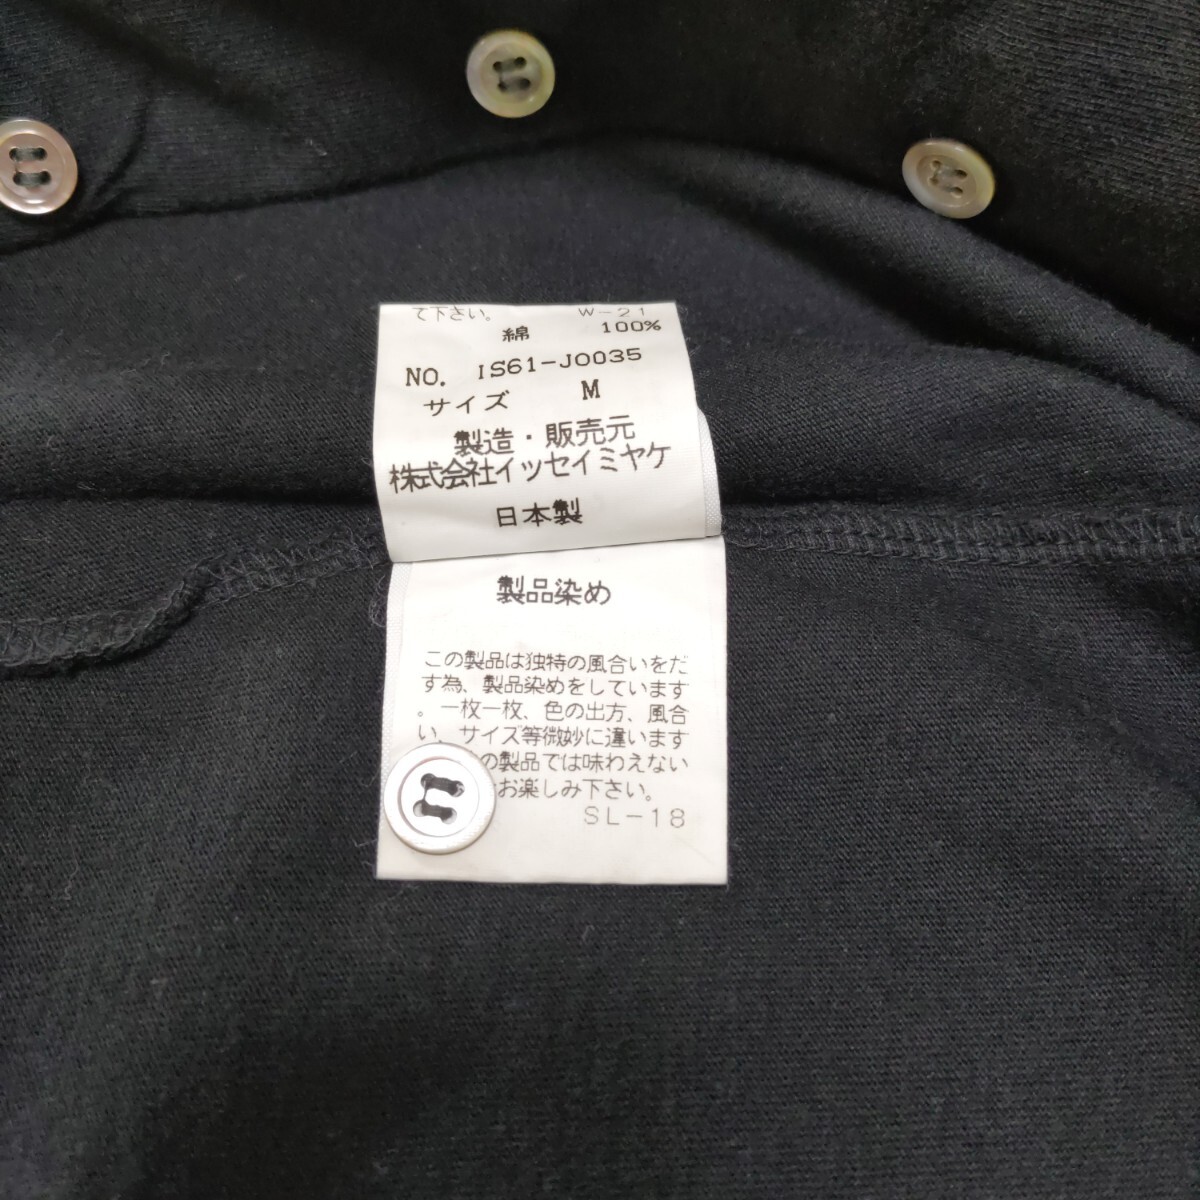 て下さい。 W-21
綿 100%
NO. IS61-J0035
サイズ M
製造・販売元
株式会社イッセイミヤケ
日本製
製品染め
この製品は独特の風合いをだ
す為、製品染めをしています
。一枚一枚、色の出方、風合
い、サイズ等微妙に違います
の製品では味わえない
お楽しみ下さい。
SL-18